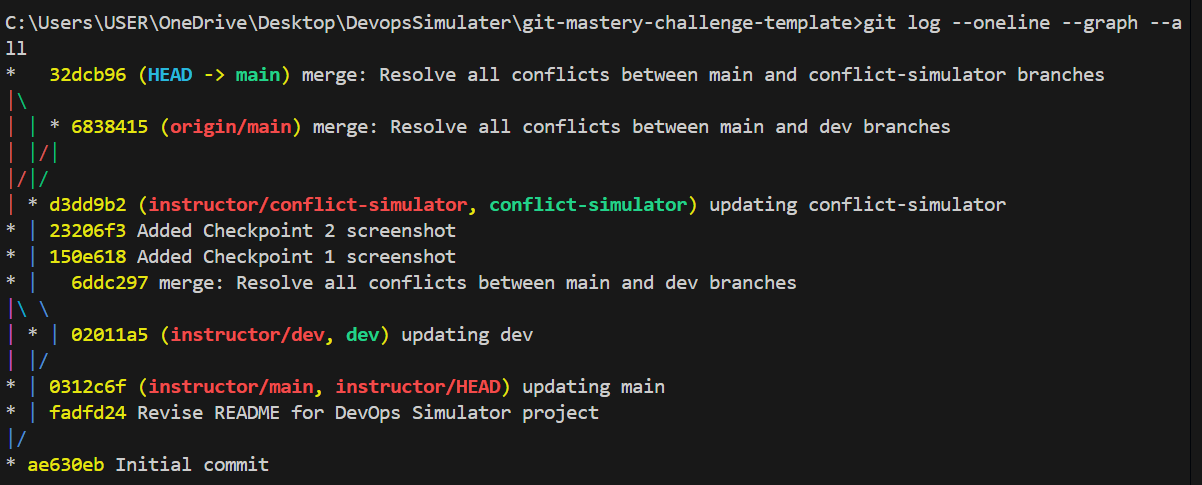 C:\Users\USER\OneDrive\Desktop\DevopsSimulater\git-mastery-challenge-template>git log --oneline --graph --a
ll
*   32dcb96 (HEAD -> main) merge: Resolve all conflicts between main and conflict-simulator branches
|\
| | * 6838415 (origin/main) merge: Resolve all conflicts between main and dev branches
| |/|
|/|/
| * d3dd9b2 (instructor/conflict-simulator, conflict-simulator) updating conflict-simulator
* | 23206f3 Added Checkpoint 2 screenshot
* | 150e618 Added Checkpoint 1 screenshot
* |   6ddc297 merge: Resolve all conflicts between main and dev branches
|\ \
| * | 02011a5 (instructor/dev, dev) updating dev
| |/
* | 0312c6f (instructor/main, instructor/HEAD) updating main
* | fadfd24 Revise README for DevOps Simulator project
|/
* ae630eb Initial commit